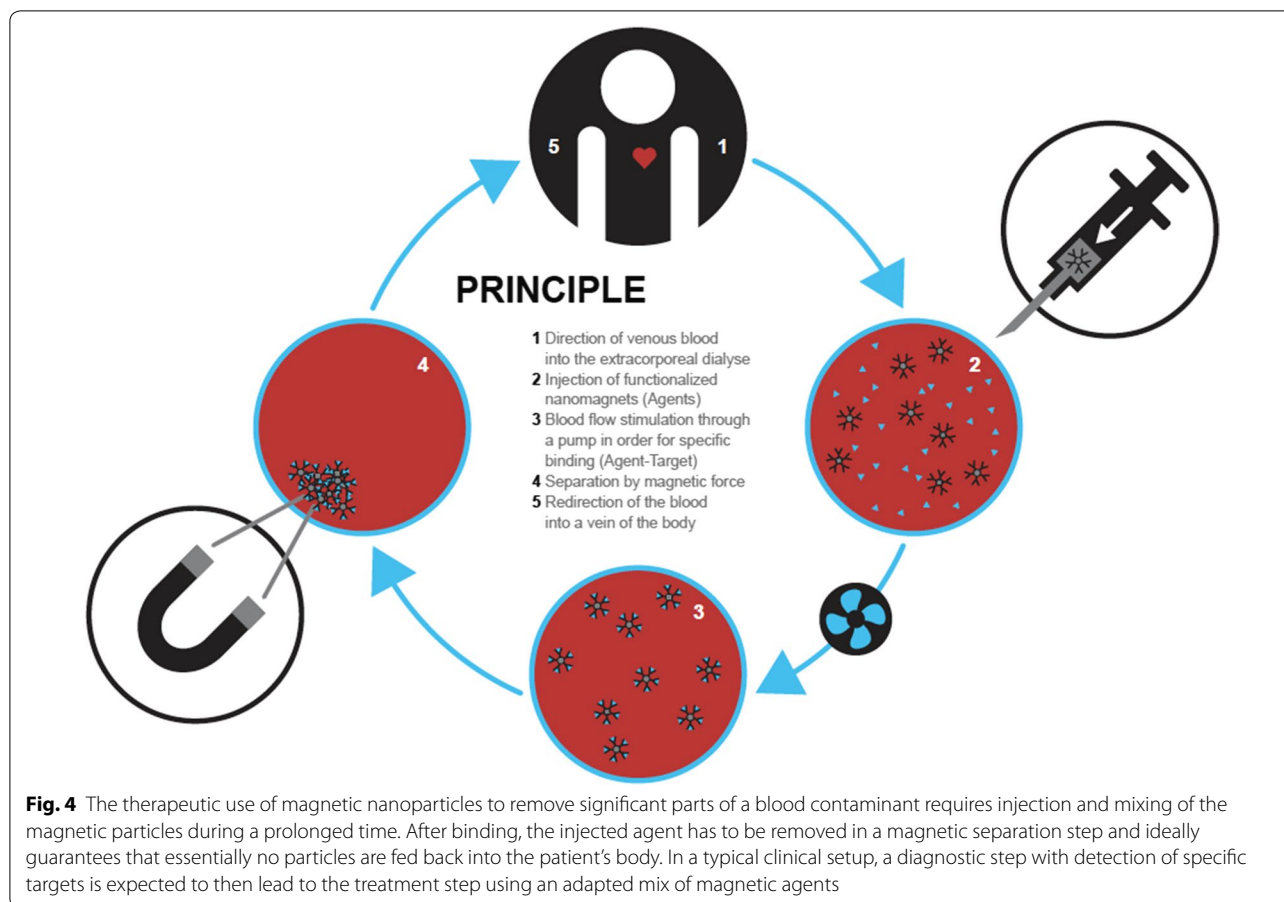 5
1
PRINCIPLE
1 Direction of venous blood
into the extracorporeal dialyse
2 Injection of functionalized
nanomagnets (Agents)
3 Blood flow stimulation through
a pump in order for specific
binding (Agent-Target)
4 Separation by magnetic force
5 Redirection of the blood
into a vein of the body
4
2
3
Fig. 4 The therapeutic use of magnetic nanoparticles to remove significant parts of a blood contaminant requires injection and mixing of the
magnetic particles during a prolonged time. After binding, the injected agent has to be removed in a magnetic separation step and ideally
guarantees that essentially no particles are fed back into the patient's body. In a typical clinical setup, a diagnostic step with detection of specific
targets is expected to then lead to the treatment step using an adapted mix of magnetic agents